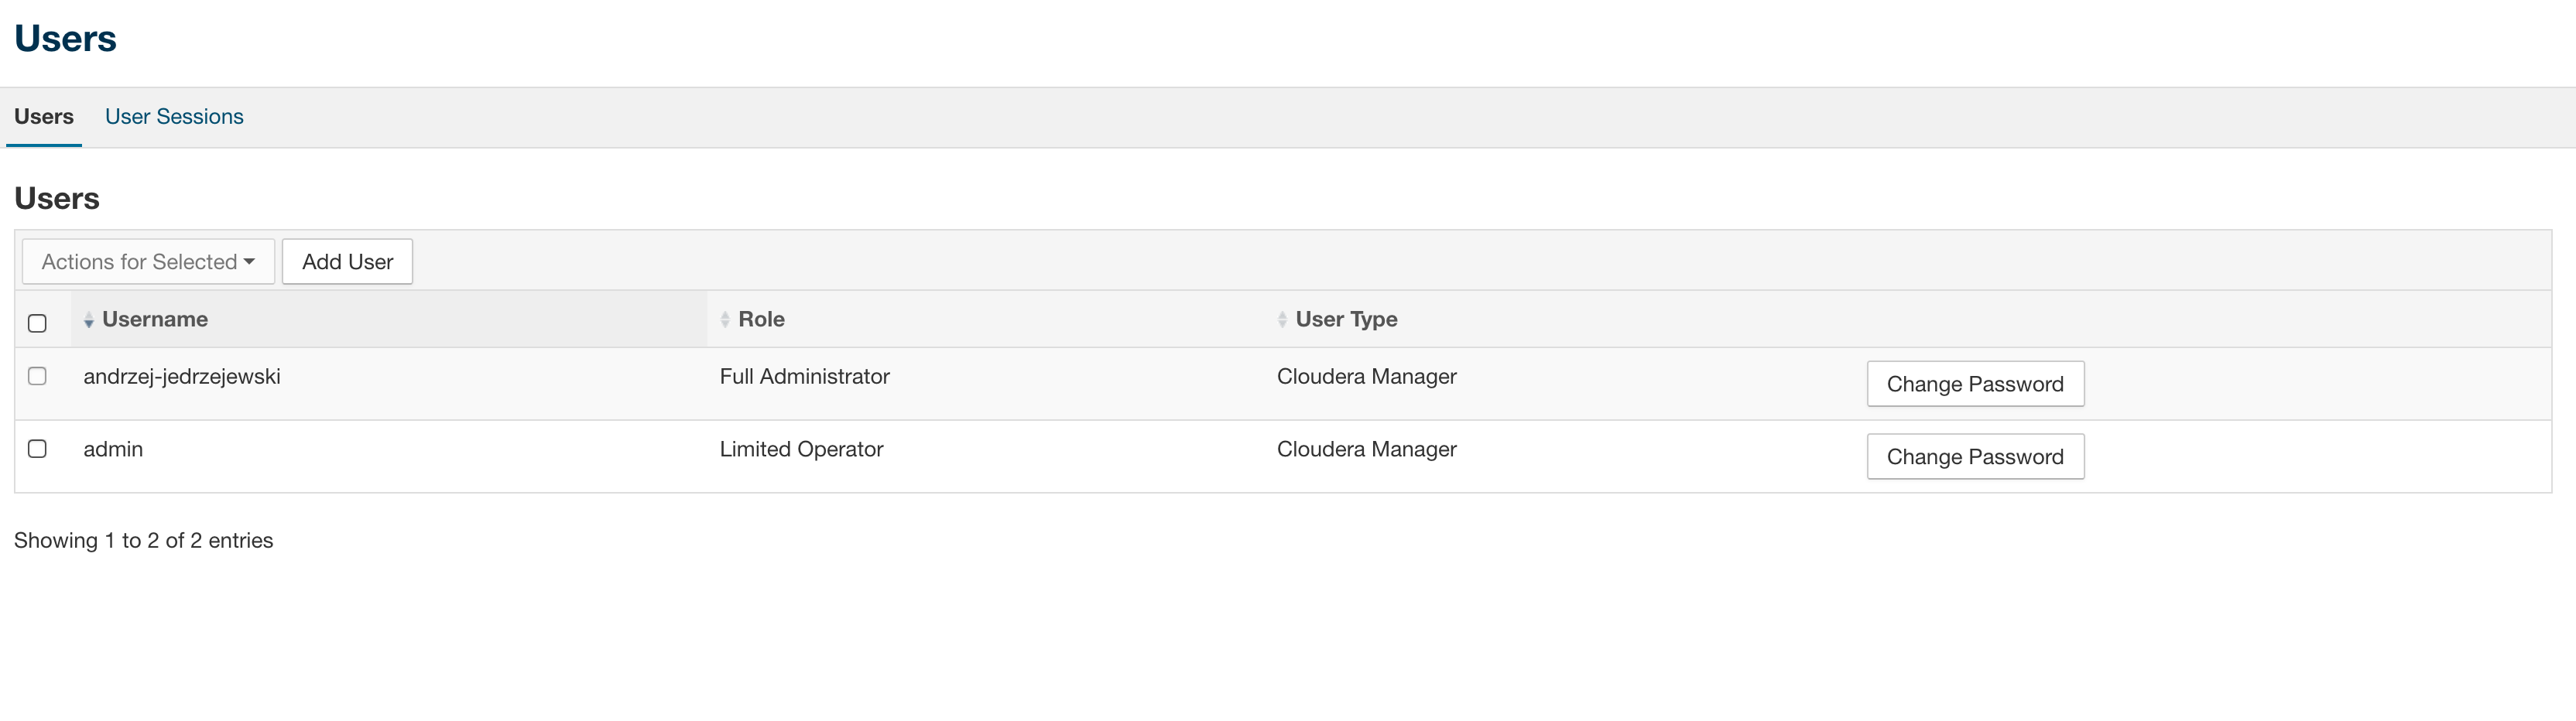 Users
Users User Sessions
Users
Actions for Selected Add User
Username Role User Type
andrzej-jedrzejewski Full Administrator Cloudera Manager Change Password
admin Limited Operator Cloudera Manager Change Password
Showing 1 to 2 of 2 entries